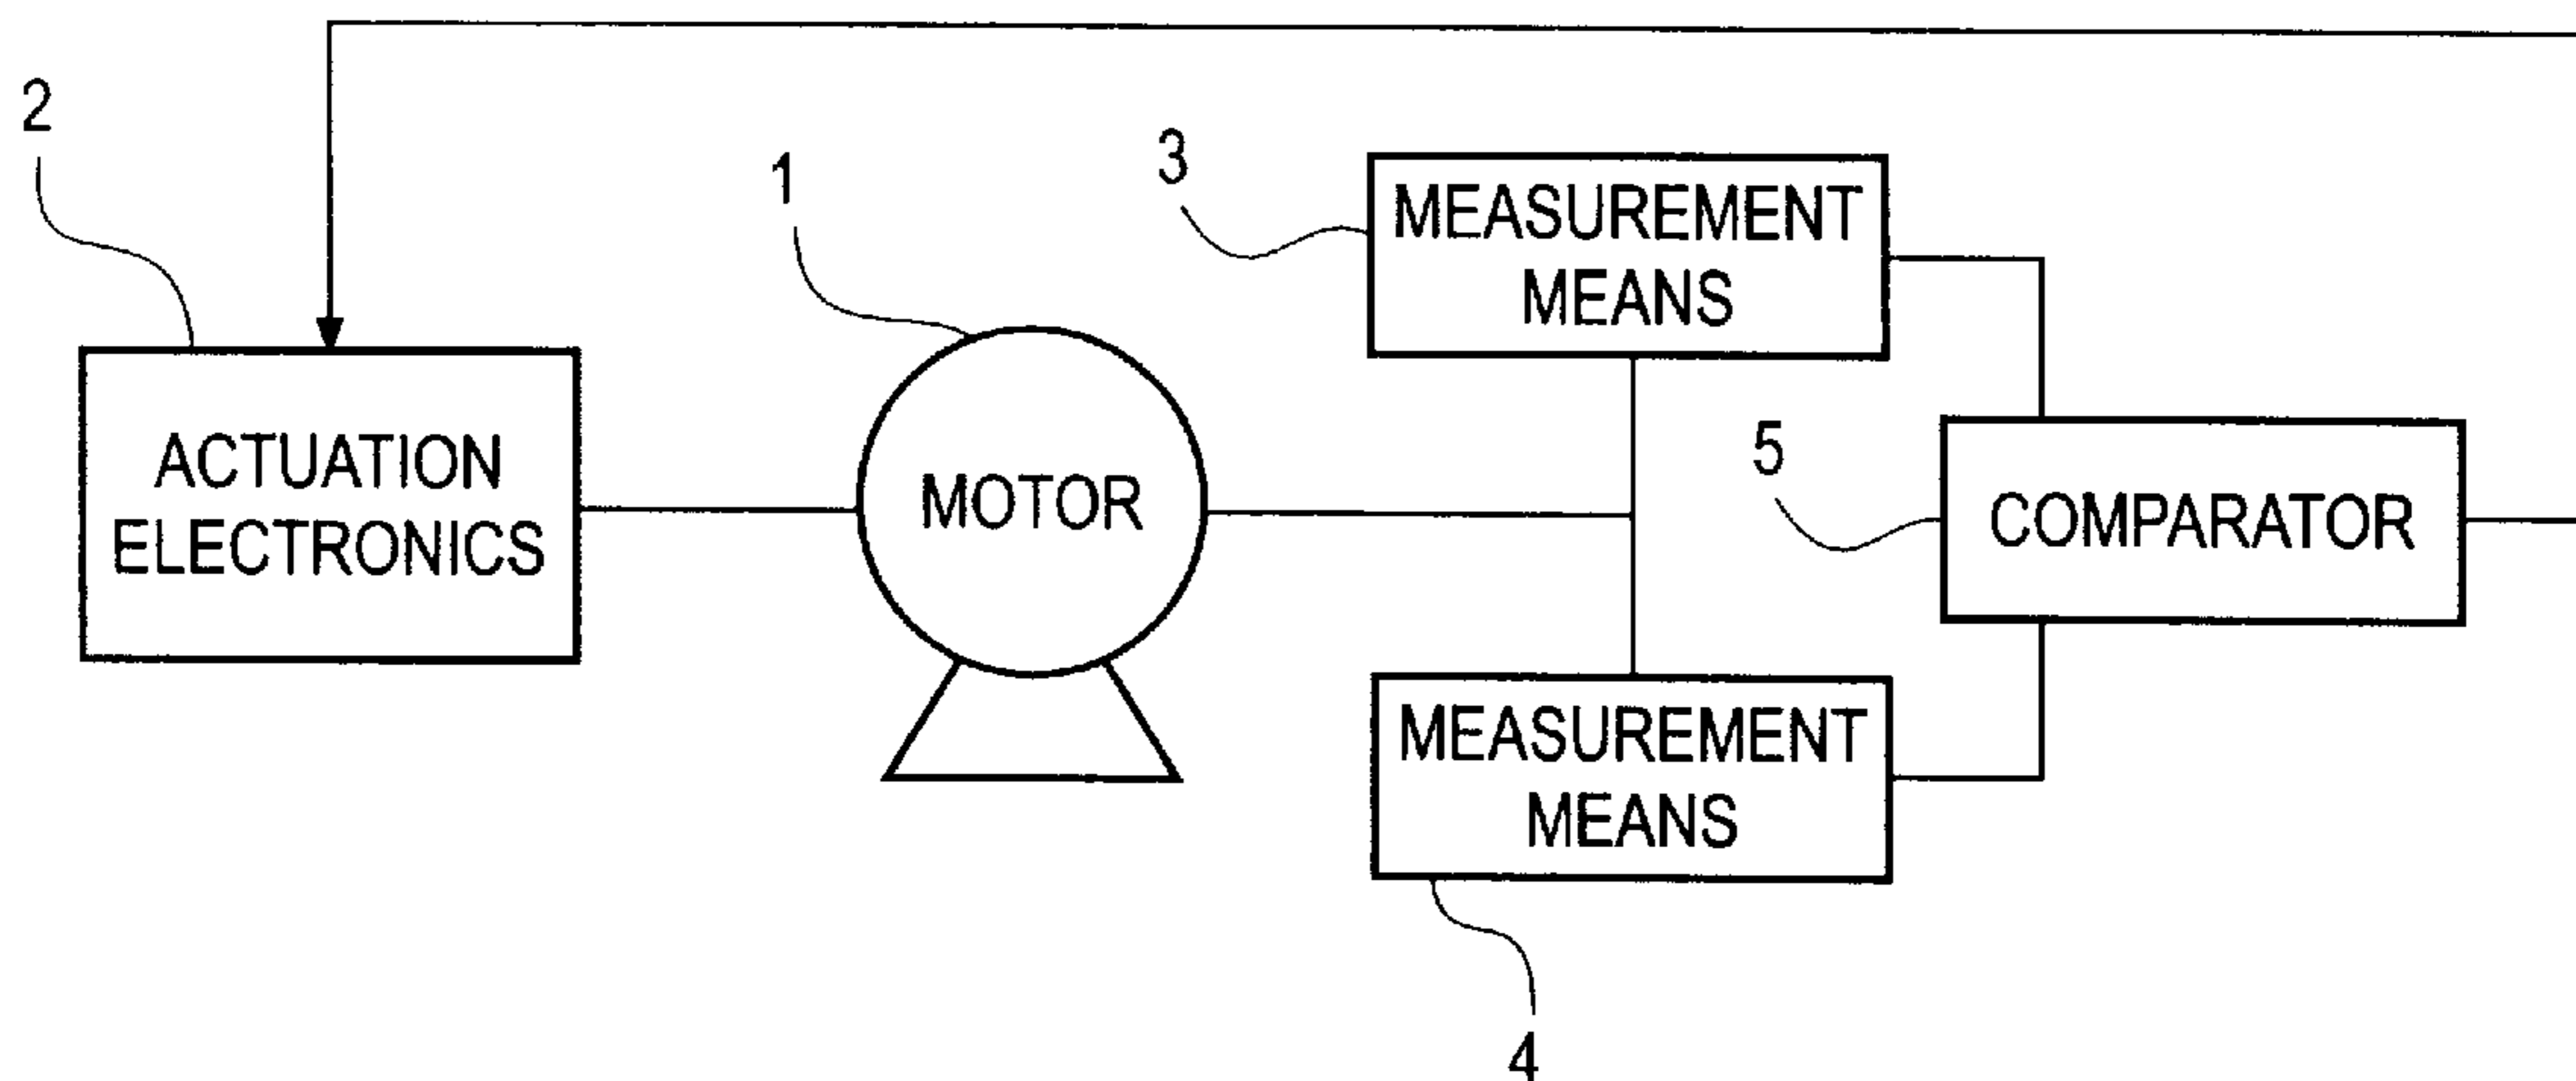 2
1
3
MEASUREMENT
MEANS
ACTUATION
ELECTRONICS
MOTOR
5
COMPARATOR
MEASUREMENT
MEANS
4